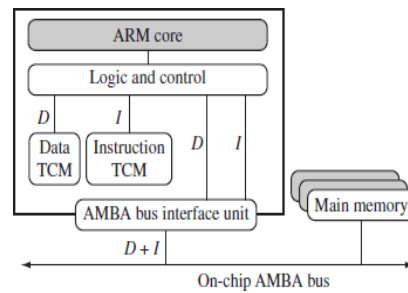 ARM core
Logic and control
D
I
D
I
Data
TCM
Instruction
TCM
Main memory
AMBA bus interface unit
D + I
On-chip AMBA bus